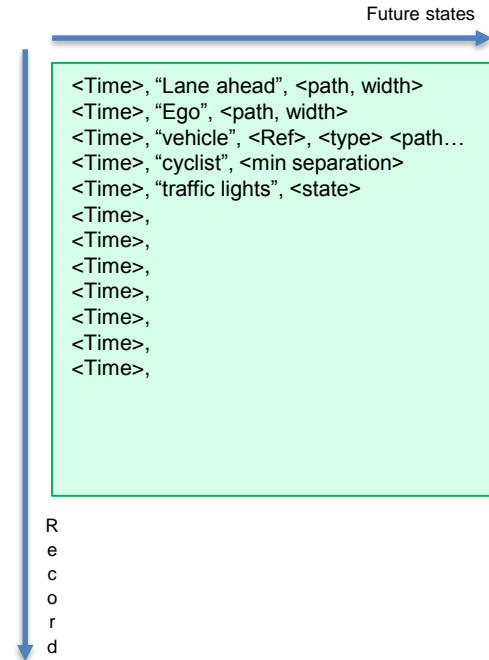 Future states
<Time>, “Lane ahead”, <path, width>
<Time>, “Ego”, <path, width>
<Time>, “vehicle”, <Ref>, <type> <path…
<Time>, “cyclist”, <min separation>
<Time>, “traffic lights”, <state>
<Time>,
<Time>,
<Time>,
<Time>,
<Time>,
<Time>,
<Time>,
R
e
c
o
r
d